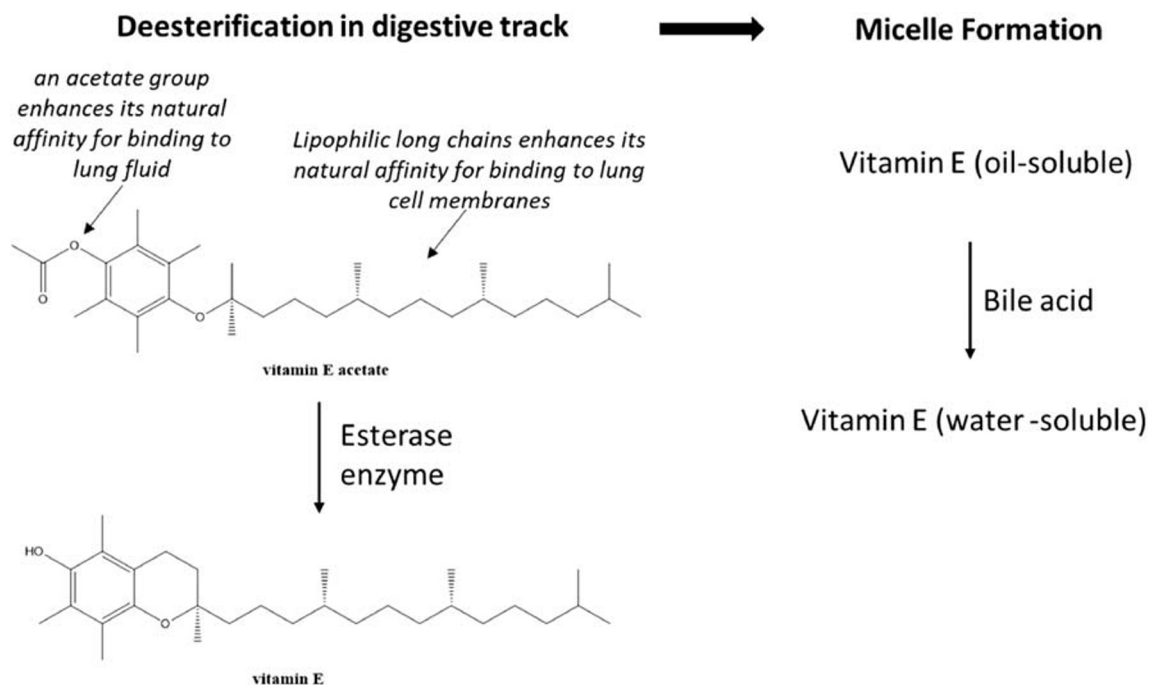 Deesterification in digestive track
Micelle Formation
an acetate group
enhances its natural
affinity for binding to
lung fluid
Lipophilic long chains enhances its
natural affinity for binding to lung
cell membranes
O
O
O
vitamin E acetate
Esterase
enzyme
HO
O
vitamin E
Vitamin E (oil-soluble)
Bile acid
Vitamin E (water -soluble)